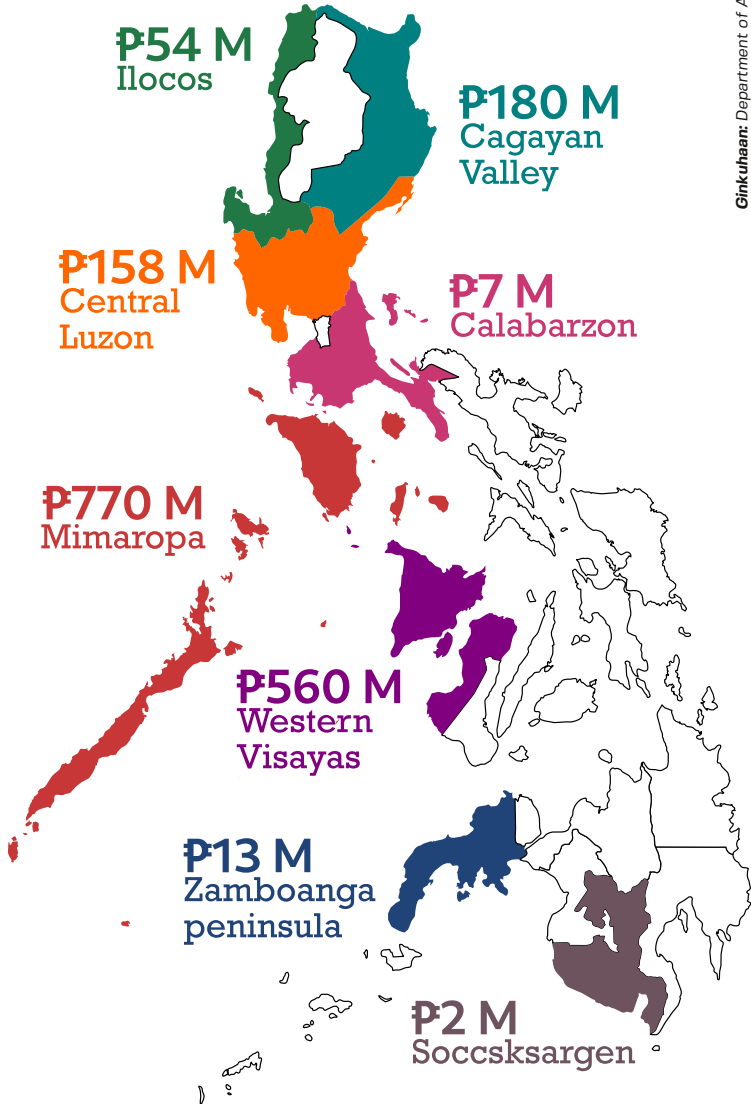 ₱54 M
Ilocos
₱180 M
Cagayan
Valley
Ginkuhaan: Department of
₱158 M
Central
Luzon
₱7 M
Calabarzon
₱770 M
Mimaropa
₱560 M
Western
Visayas
₱13 M
Zamboanga
peninsula
₱2 M
Soccsksargen